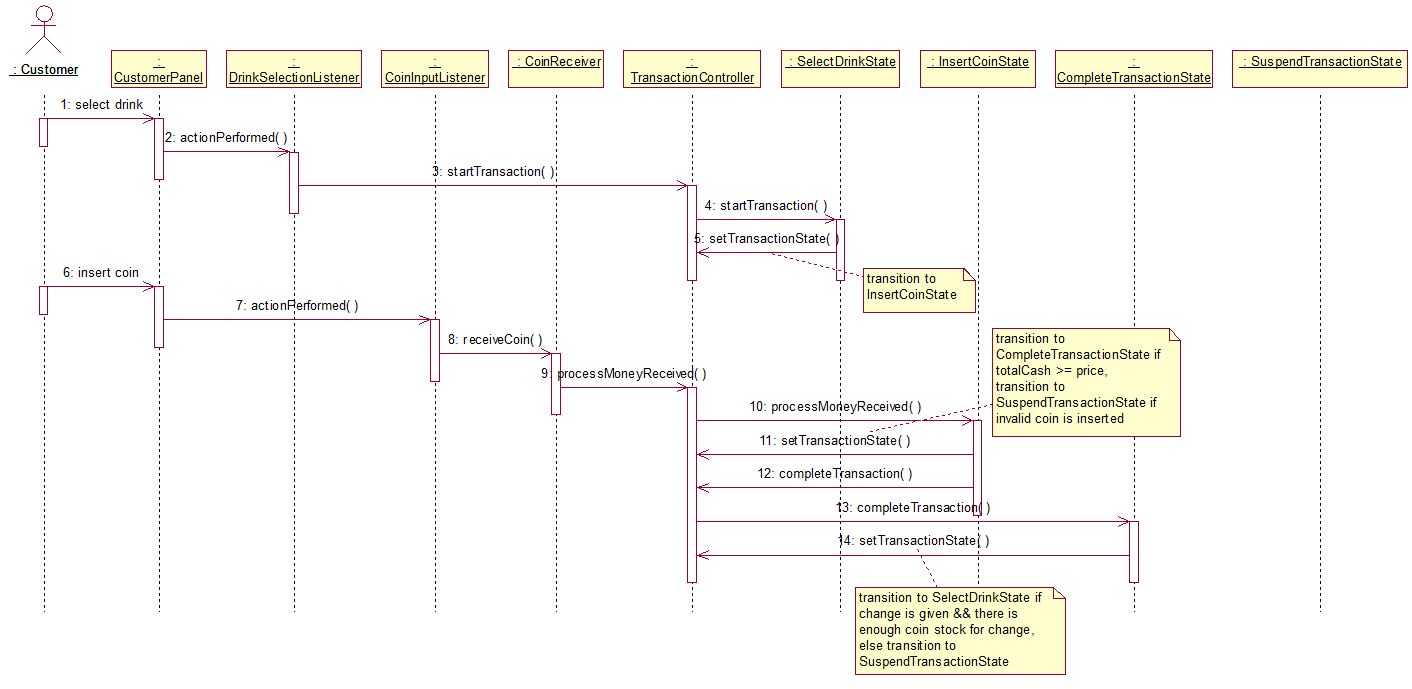 : Customer
:
CustomerPanel
:
DrinkSelectionListener
:
CoinInputListener
: CoinReceiver
:
TransactionController
: SelectDrinkState
: InsertCoinState
:
CompleteTransactionState
: SuspendTransactionState
1: select drink
2: actionPerformed( )
3: startTransaction( )
4: startTransaction( )
5: setTransactionState( )
transition to
InsertCoinState
6: insert coin
7: actionPerformed( )
8: receiveCoin( )
9: processMoneyReceived( )
transition to
CompleteTransactionState if
totalCash >= price,
transition to
SuspendTransactionState if
invalid coin is inserted
10: processMoneyReceived( )
11: setTransactionState( )
12: completeTransaction( )
13: completeTransaction( )
14: setTransactionState( )
transition to SelectDrinkState if
change is given && there is
enough coin stock for change,
else transition to
SuspendTransactionState